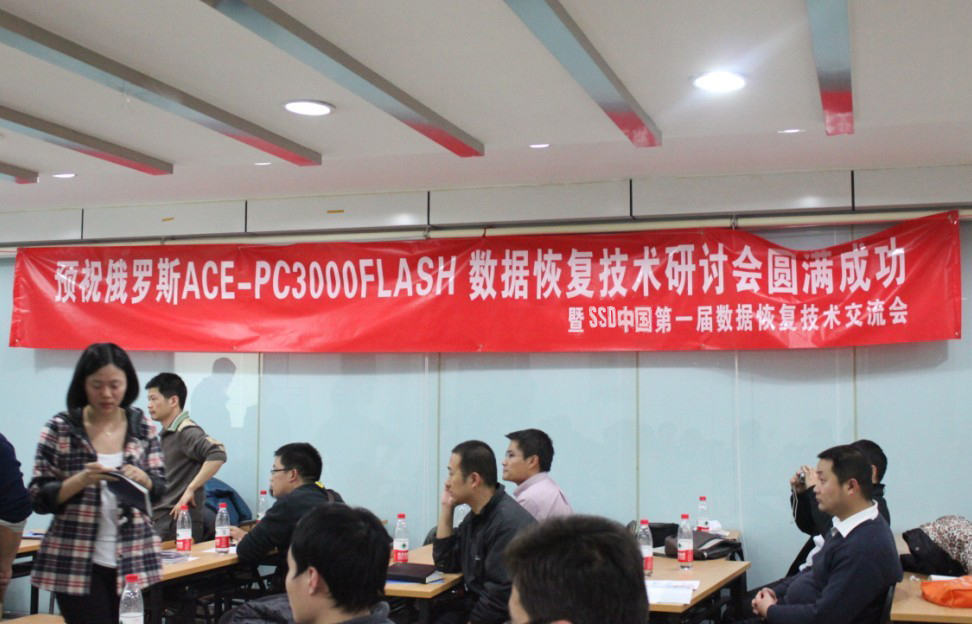 预祝俄罗斯ACE-PC3000FLASH 数据恢复技术研讨会圆满成功
暨SSD中国第一届数据恢复技术交流会